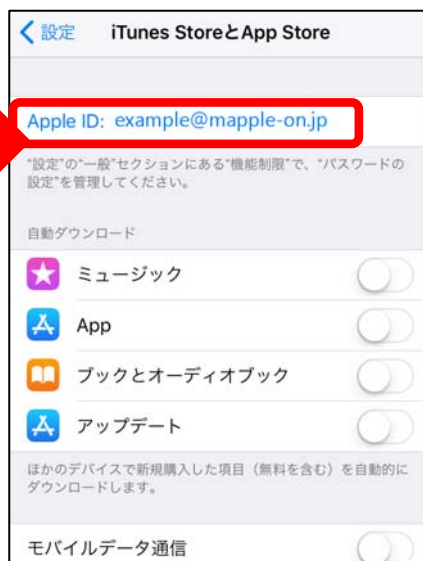 設定 iTunes StoreとApp Store
Apple ID: example@mapple-on.jp
"設定"の"一般"セクションにある"機能制限"で、"パスワードの
設定"を管理してください。
自動ダウンロード
ミュージック
App
ブックとオーディオブック
アップデート
ほかのデバイスで新規購入した項目（無料を含む）を自動的に
ダウンロードします。
モバイルデータ通信